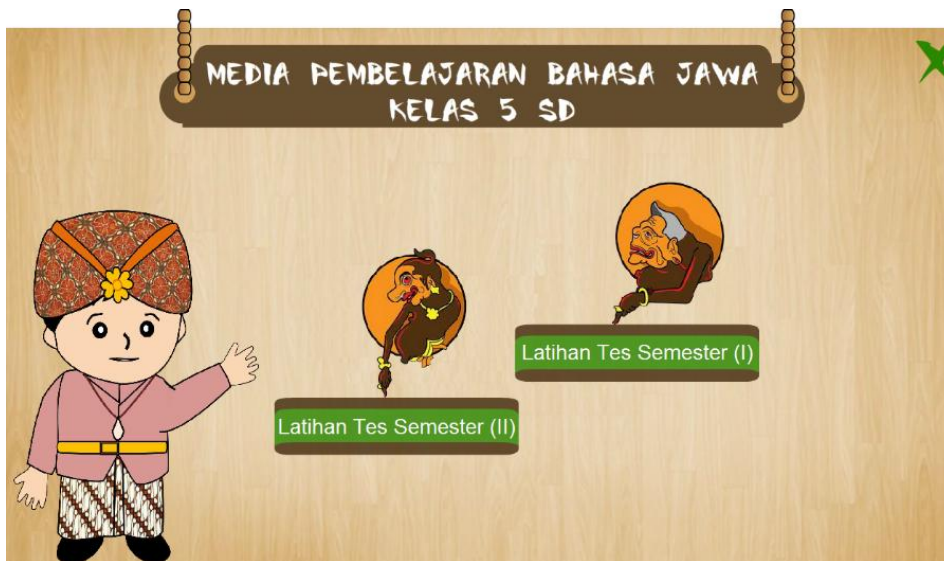 MEDIA PEMBELAJARAN BAHASA JAWA
KELAS 5 SD
Latihan Tes Semester (I)
Latihan Tes Semester (II)